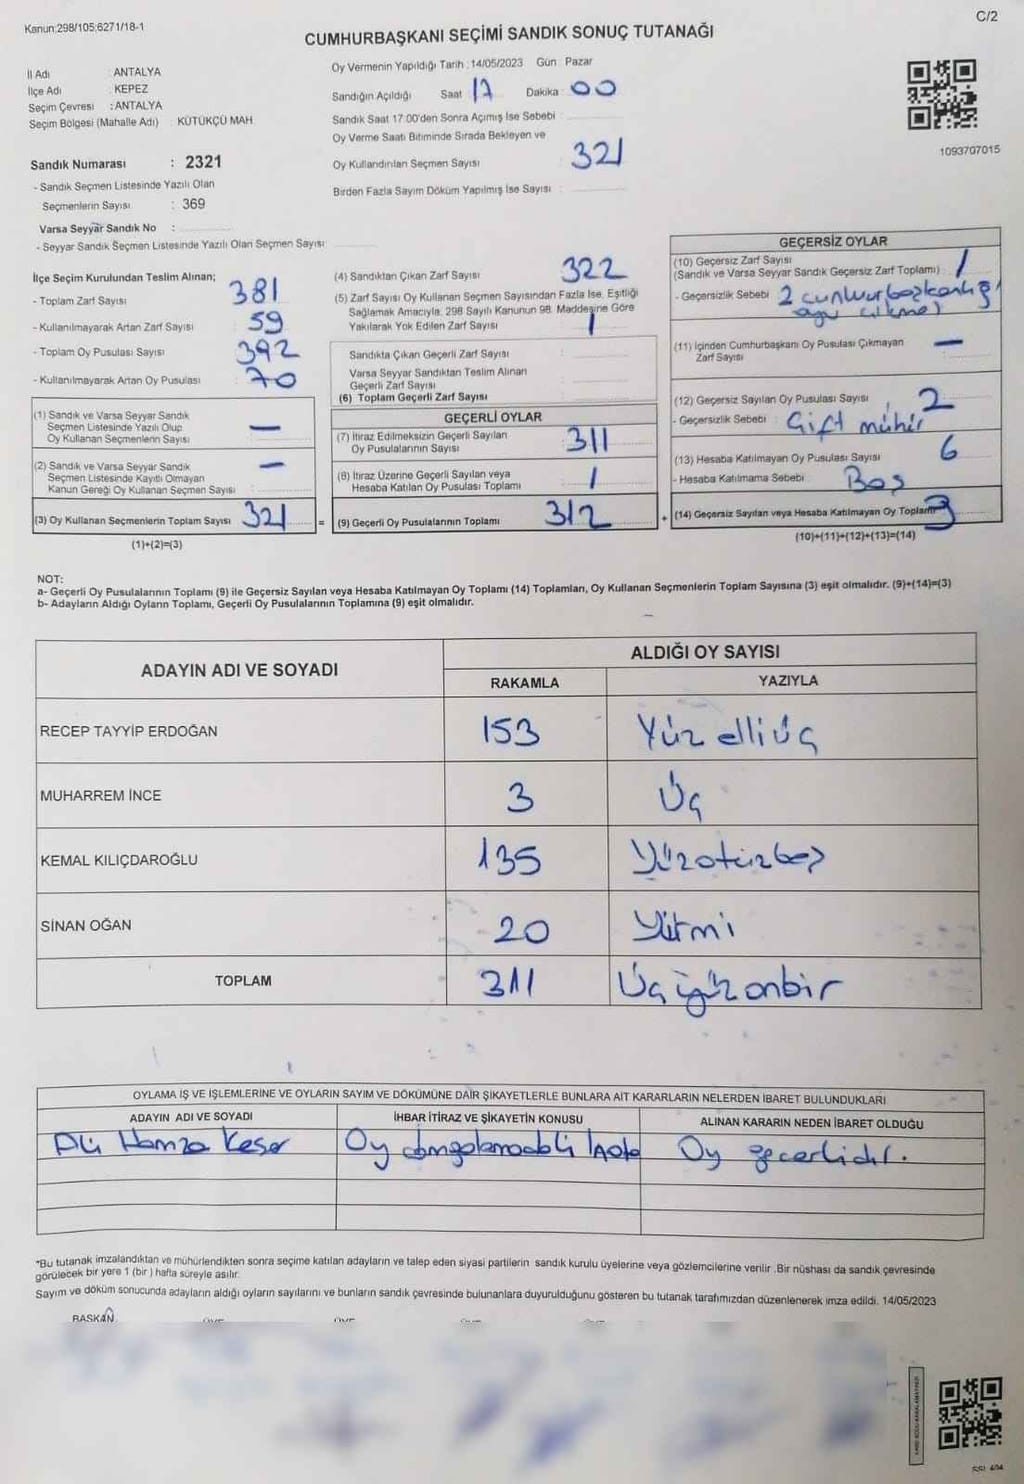 Kanun:298/105;6271/18-1
C/2
CUMHURBAŞKANI SEÇİMİ SANDIK SONUÇ TUTANAĞI
İl Adı : ANTALYA
İlçe Adı : KEPEZ
Seçim Çevresi : ANTALYA
Seçim Bölgesi (Mahalle Adı) : KÜTÜKÇÜ MAH
Sandık Numarası : 2321
- Sandık Seçmen Listesinde Yazılı Olan
Seçmenlerin Sayısı : 369
Varsa Seyyar Sandık No :
- Seyyar Sandık Seçmen Listesinde Yazılı Olan Seçmen Sayısı
Oy Vermenin Yapıldığı Tarih : 14/05/2023 Gün Pazar
Sandığın Açıldığı Saat 17 Dakika : 00
Sandık Saat 17:00'den Sonra Açımış İse Sebebi :
Oy Verme Saati Bitiminde Sırada Bekleyen ve
Oy Kullandırılan Seçmen Sayısı : 321
Birden Fazla Sayım Döküm Yapılmış İse Sayısı :
1093707015
İlçe Seçim Kurulundan Teslim Alınan;
- Toplam Zarf Sayısı : 381
- Kullanılmayarak Artan Zarf Sayısı : 59
- Toplam Oy Pusulası Sayısı : 392
- Kullanılmayarak Artan Oy Pusulası : 70
(1) Sandık ve Varsa Seyyar Sandık
Seçmen Listesinde Yazılı Olup
Oy Kullanan Seçmenlerin Sayısı : —
(2) Sandık ve Varsa Seyyar Sandık
Seçmen Listesinde Kayıtlı Olmayan
Kanun Gereği Oy Kullanan Seçmen Sayısı : —
(3) Oy Kullanan Seçmenlerin Toplam Sayısı : 321 =
(1)+(2)=(3)
(4) Sandıktan Çıkan Zarf Sayısı : 322
(5) Zarf Sayısı Oy Kullanan Seçmen Sayısından Fazla İse, Eşitliği
Sağlamak Amacıyla, 298 Sayılı Kanunun 98. Maddesine Göre
Yakılarak Yok Edilen Zarf Sayısı : 1
Sandıkta Çıkan Geçerli Zarf Sayısı :
Varsa Seyyar Sandıktan Teslim Alınan
Geçerli Zarf Sayısı :
(6) Toplam Geçerli Zarf Sayısı :
GEÇERLİ OYLAR
(7) İtiraz Edilmeksizin Geçerli Sayılan
Oy Pusulalarının Sayısı : 311
(8) İtiraz Üzerine Geçerli Sayılan veya
Hesaba Katılan Oy Pusulası Toplamı : 1
(9) Geçerli Oy Pusulalarının Toplamı : 312 +
GEÇERSİZ OYLAR
(10) Geçersiz Zarf Sayısı
(Sandık ve Varsa Seyyar Sandık Geçersiz Zarf Toplamı) : 1
- Geçersizlik Sebebi : 2 cumhurbaşkanlığı
oyu çıkması
(11) İçinden Cumhurbaşkanı Oy Pusulası Çıkmayan
Zarf Sayısı : —
(12) Geçersiz Sayılan Oy Pusulası Sayısı : 2
- Geçersizlik Sebebi : Çift mühür
(13) Hesaba Katılmayan Oy Pusulası Sayısı : 6
- Hesaba Katılmama Sebebi : Boş
(14) Geçersiz Sayılan veya Hesaba Katılmayan Oy Toplamı
(10)+(11)+(12)+(13)=(14)
NOT:
a- Geçerli Oy Pusulalarının Toplamı (9) ile Geçersiz Sayılan veya Hesaba Katılmayan Oy Toplamı (14) Toplamları, Oy Kullanan Seçmenlerin Toplam Sayısına (3) eşit olmalıdır. (9)+(14)=(3)
b- Adayların Aldığı Oyların Toplamı, Geçerli Oy Pusulalarının Toplamına (9) eşit olmalıdır.
ADAYIN ADI VE SOYADI
ALDIĞI OY SAYISI
RAKAMLA YAZIYLA
RECEP TAYYİP ERDOĞAN 153 Yüz elli üç
MUHARREM İNCE 3 Üç
KEMAL KILIÇDAROĞLU 135 Yüzotuzbeş
SİNAN OĞAN 20 Yirmi
TOPLAM 311 Üç yüz onbir
OYLAMA İŞ VE İŞLEMLERİNE VE OYLARIN SAYIM VE DÖKÜMÜNE DAİR ŞİKAYETLERLE BUNLARA AİT KARARLARIN NELERDEN İBARET BULUNDUKLARI
ADAYIN ADI VE SOYADI İHBAR İTİRAZ VE ŞİKAYETİN KONUSU ALINAN KARARIN NEDEN İBARET OLDUĞU
Ali Hamza Keser Oy Oy geçerlidir.
*Bu tutanak imzalandıktan ve mühürlendikten sonra seçime katılan adayların ve talep eden siyasi partilerin sandık kurulu üyelerine veya gözlemcilerine verilir .Bir nüshası da sandık çevresinde
görülecek bir yere 1 (bir ) hafta süreyle asılır.
Sayım ve döküm sonucunda adayların aldığı oyların sayılarını ve bunların sandık çevresinde bulunanlara duyurulduğunu gösteren bu tutanak tarafımızdan düzenlenerek imza edildi. 14/05/2023
BAŞKAN